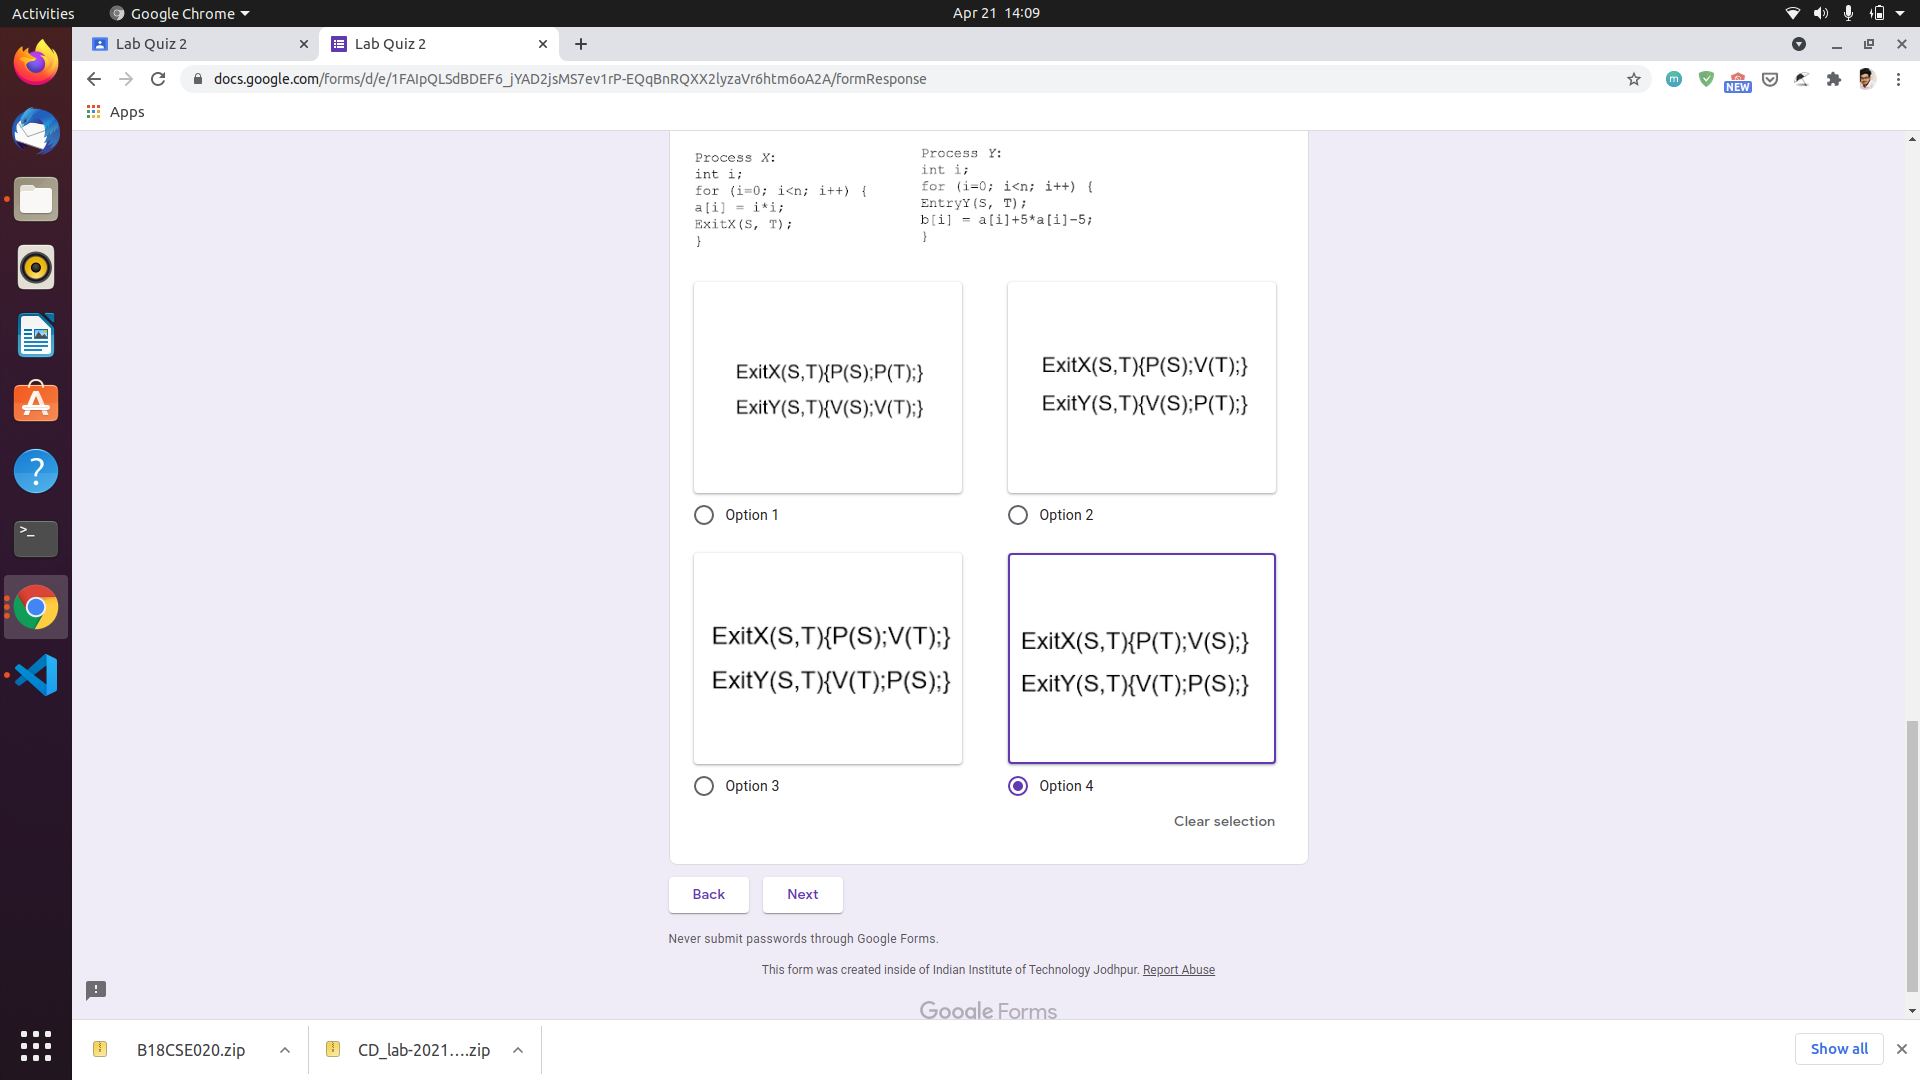 Activities
Google Chrome
Apr 21 14:09
Lab Quiz 2
Lab Quiz 2
docs.google.com/forms/d/e/1FAIpQLSdBDEF6_jYAD2jsMS7ev1rP-EQqBnRQXX2lyzaVr6htm6oA2A/formResponse
m
NEW
Apps
Process X:
int i;
for (i=0; i<n; i++) {
a[i] = i*i;
ExitX(S, T);
}
Process Y:
int i;
for (i=0; i<n; i++) {
EntryY(S, T);
b[i] = a[i]+5*a[i]-5;
}
ExitX(S,T){P(S);P(T);}
ExitY(S,T){V(S);V(T);}
Option 1
ExitX(S,T){P(S);V(T);}
ExitY(S,T){V(S);P(T);}
Option 2
ExitX(S,T){P(S);V(T);}
ExitY(S,T){V(T);P(S);}
Option 3
ExitX(S,T){P(T);V(S);}
ExitY(S,T){V(T);P(S);}
Option 4
Clear selection
Back
Next
Never submit passwords through Google Forms.
This form was created inside of Indian Institute of Technology Jodhpur. Report Abuse
Google Forms
B18CSE020.zip
CD_lab-2021....zip
Show all